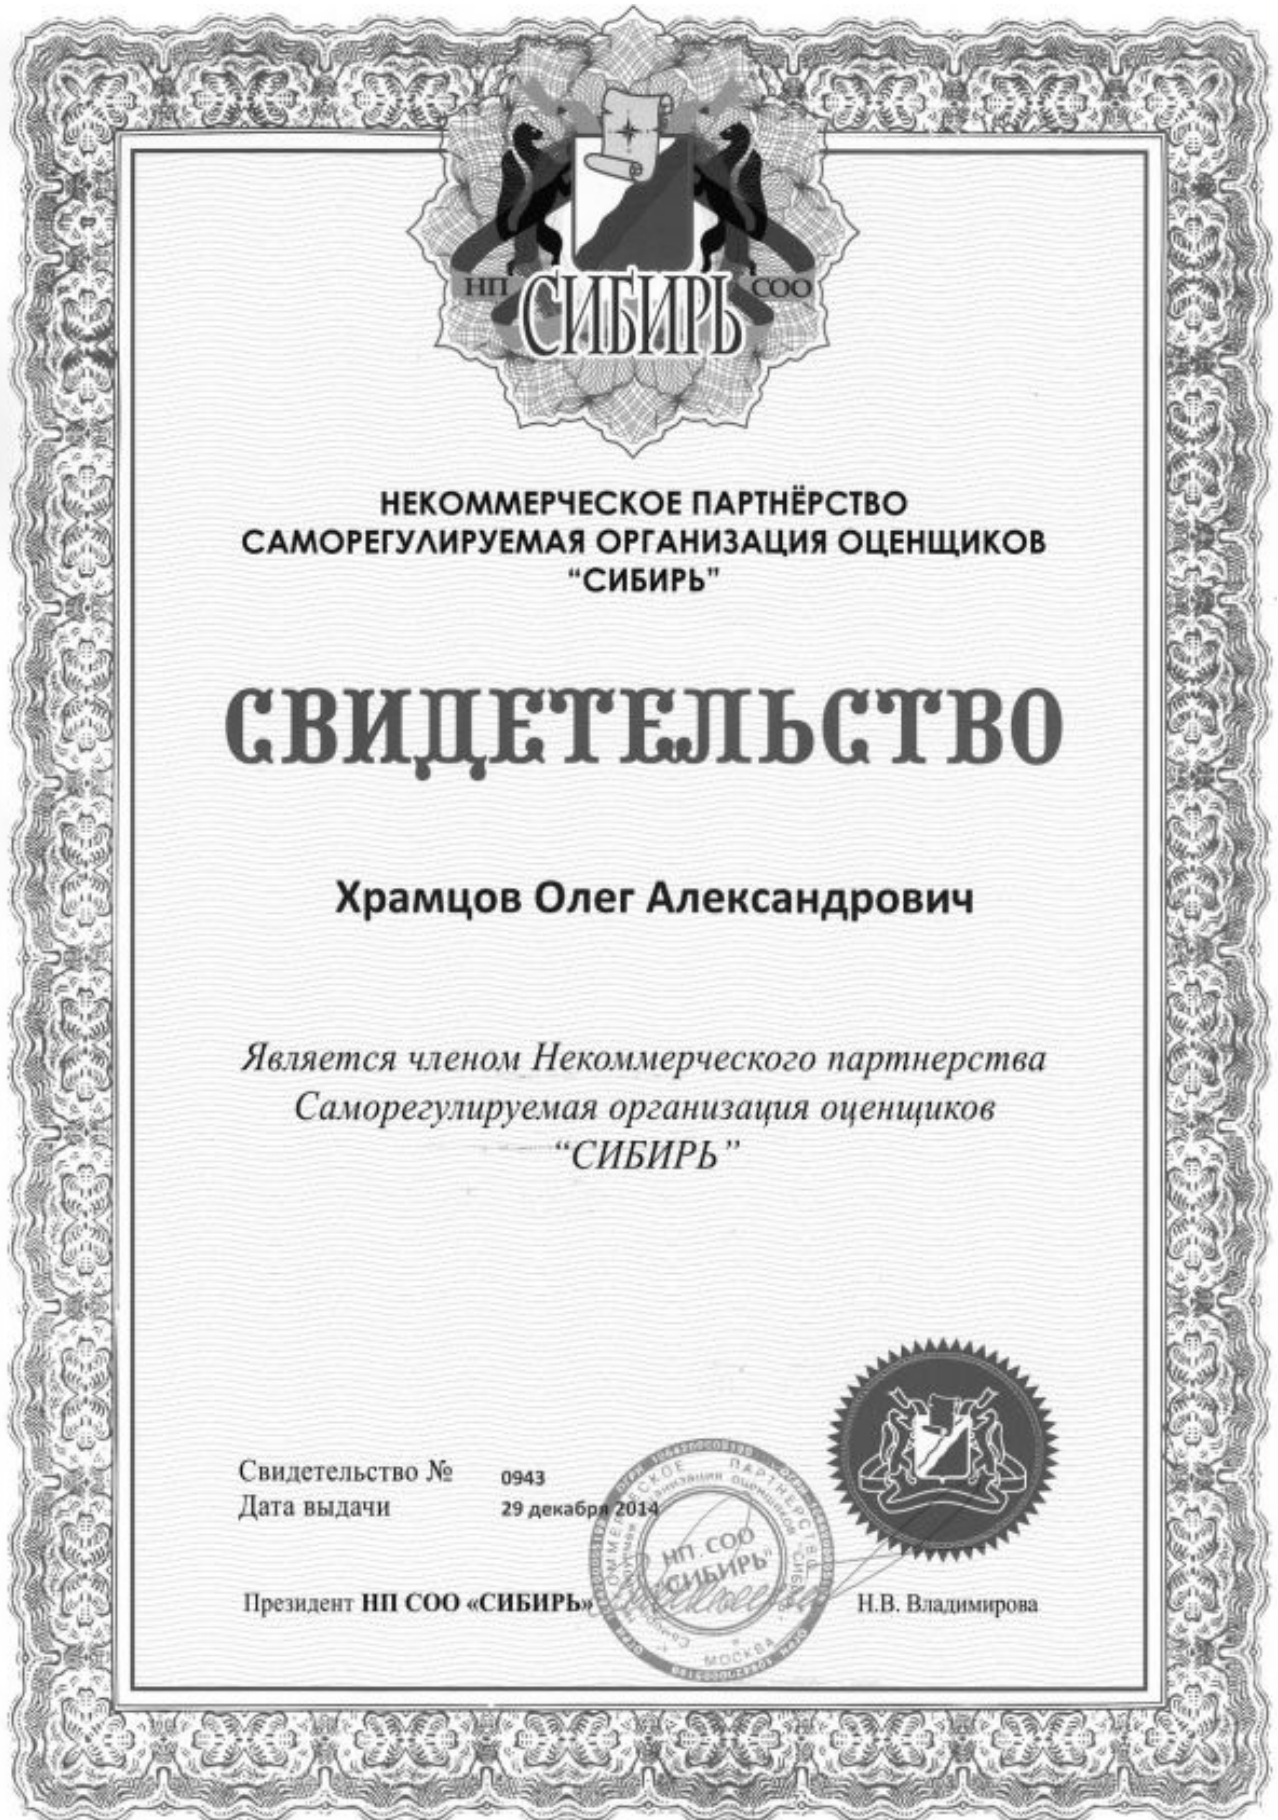 НП СИБИРЬ СОО
НЕКОММЕРЧЕСКОЕ ПАРТНЁРСТВО
САМОРЕГУЛИРУЕМАЯ ОРГАНИЗАЦИЯ ОЦЕНЩИКОВ
“СИБИРЬ”
СВИДЕТЕЛЬСТВО
Храмцов Олег Александрович
Является членом Некоммерческого партнерства
Саморегулируемая организация оценщиков
“СИБИРЬ”
Свидетельство № 0943
Дата выдачи 29 декабря 2014
НП СОО
"СИБИРЬ"
МОСКВА
Президент НП СОО «СИБИРЬ» Н.В. Владимирова